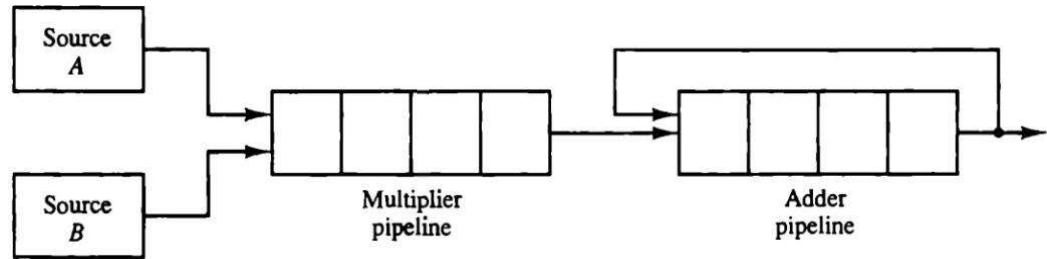 Source
A
Source
B
Multiplier
pipeline
Adder
pipeline